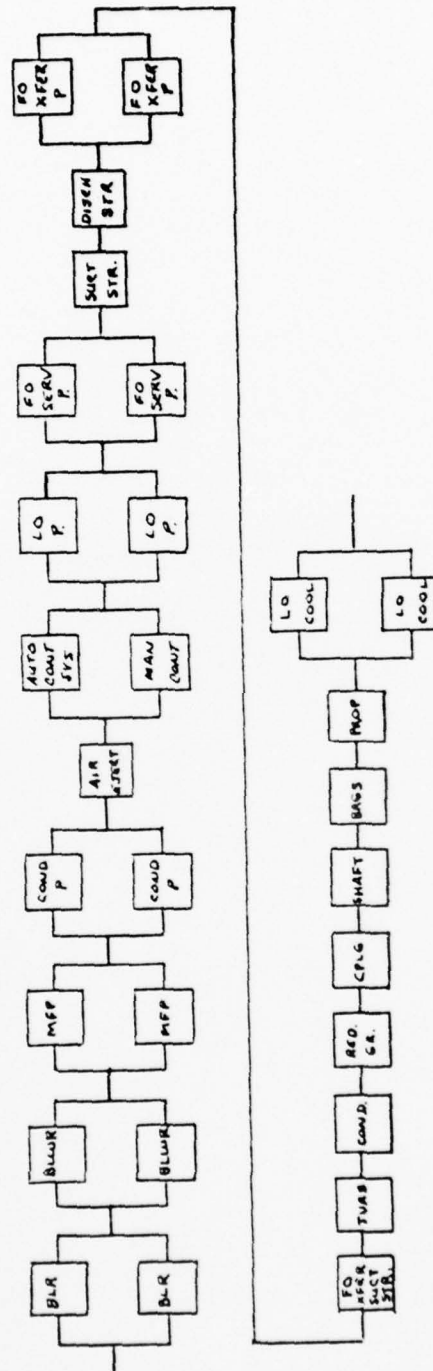 BLR
BLR
BLWR
BLWR
MFP
MFP
COND
P
COND
P
AIR
EJECT
AUTO
CONT
SYS
MAN
CONT
LO
P.
LO
P.
FO
SERV
P.
FO
SERV
P.
SUCT
STR.
DISCH
STR
FO
XFER
P
FO
XFER
P
FO
XFER
SUCT
STR.
TURB
COND.
RED.
GR.
CPLG
SHAFT
BRGS
PROP
LO
COOL
LO
COOL